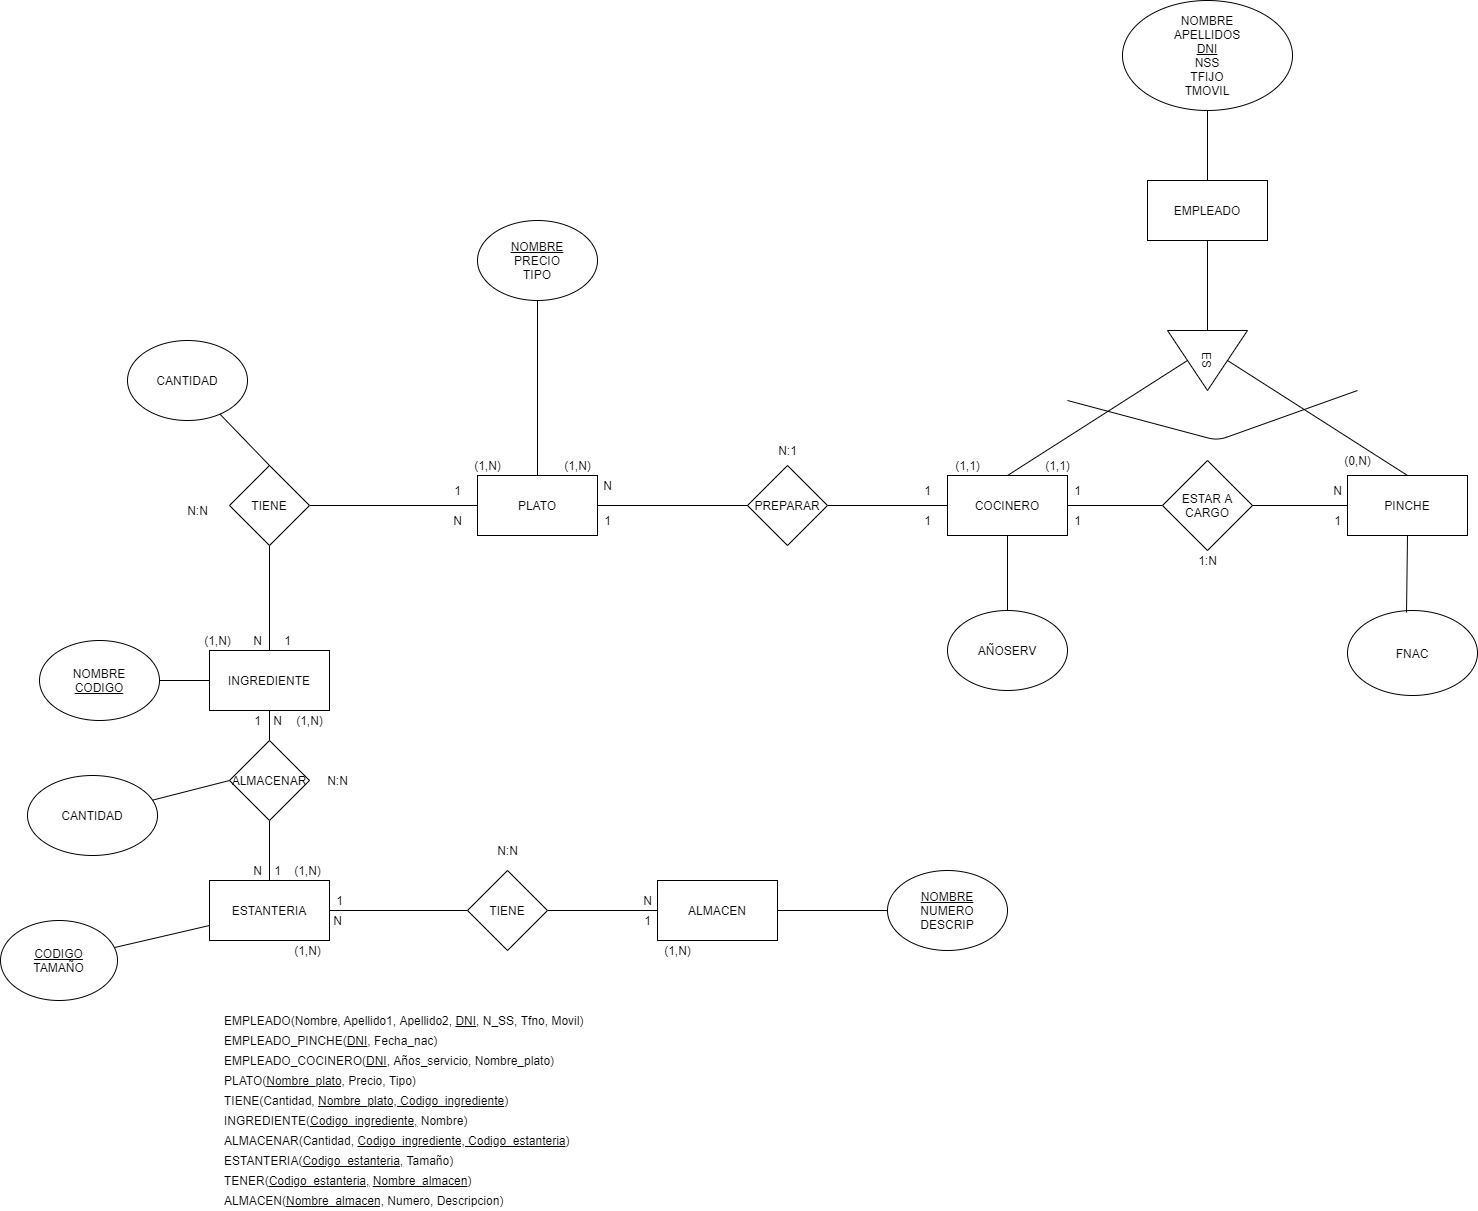 NOMBRE
APELLIDOS
DNI
NSS
TFIJO
TMOVIL
EMPLEADO
ES
NOMBRE
PRECIO
TIPO
CANTIDAD
N:N
TIENE
(1,N)
(1,N)
1
N
PLATO
N
1
N:1
PREPARAR
(1,1)
(1,1)
1
1
COCINERO
1
1
ESTAR A
CARGO
1:N
(0,N)
N
1
PINCHE
AÑOSERV
FNAC
(1,N)
N
1
NOMBRE
CODIGO
INGREDIENTE
1
N
(1,N)
ALMACENAR
N:N
CANTIDAD
N
1
(1,N)
ESTANTERIA
1
N
(1,N)
CODIGO
TAMAÑO
N:N
TIENE
N
1
(1,N)
ALMACEN
NOMBRE
NUMERO
DESCRIP
EMPLEADO(Nombre, Apellido1, Apellido2, DNI, N_SS, Tfno, Movil)
EMPLEADO_PINCHE(DNI, Fecha_nac)
EMPLEADO_COCINERO(DNI, Años_servicio, Nombre_plato)
PLATO(Nombre_plato, Precio, Tipo)
TIENE(Cantidad, Nombre_plato, Codigo_ingrediente)
INGREDIENTE(Codigo_ingrediente, Nombre)
ALMACENAR(Cantidad, Codigo_ingrediente, Codigo_estanteria)
ESTANTERIA(Codigo_estanteria, Tamaño)
TENER(Codigo_estanteria, Nombre_almacen)
ALMACEN(Nombre_almacen, Numero, Descripcion)